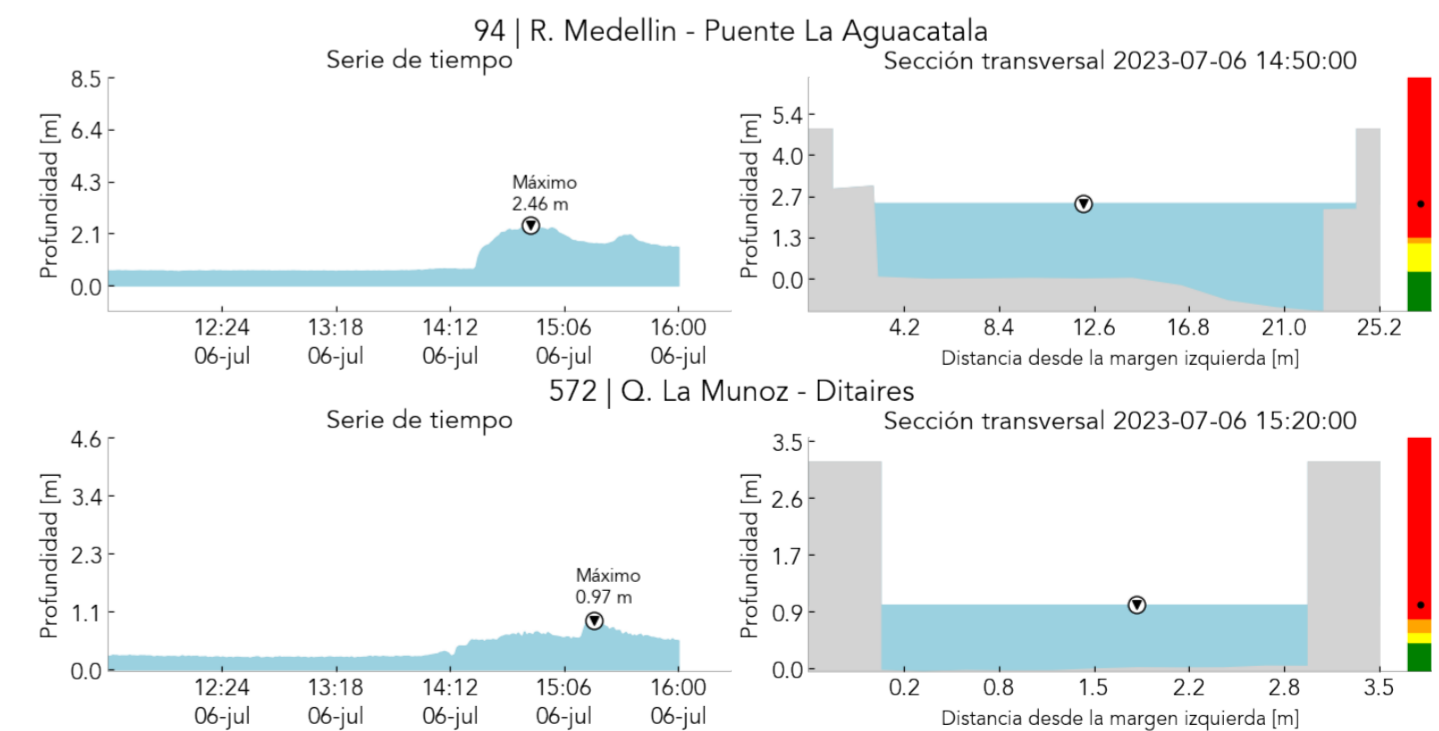 94 | R. Medellin - Puente La Aguacatala
Serie de tiempo
Profundidad [m]
8.5
6.4
4.3
2.1
0.0
Máximo
2.46 m
12:24 13:18 14:12 15:06 16:00
06-jul 06-jul 06-jul 06-jul 06-jul
Sección transversal 2023-07-06 14:50:00
Profundidad [m]
5.4
4.0
2.7
1.3
0.0
4.2 8.4 12.6 16.8 21.0 25.2
Distancia desde la margen izquierda [m]
572 | Q. La Munoz - Ditaires
Serie de tiempo
Profundidad [m]
4.6
3.4
2.3
1.1
0.0
Máximo
0.97 m
12:24 13:18 14:12 15:06 16:00
06-jul 06-jul 06-jul 06-jul 06-jul
Sección transversal 2023-07-06 15:20:00
Profundidad [m]
3.5
2.6
1.7
0.9
0.0
0.2 0.8 1.5 2.2 2.8 3.5
Distancia desde la margen izquierda [m]